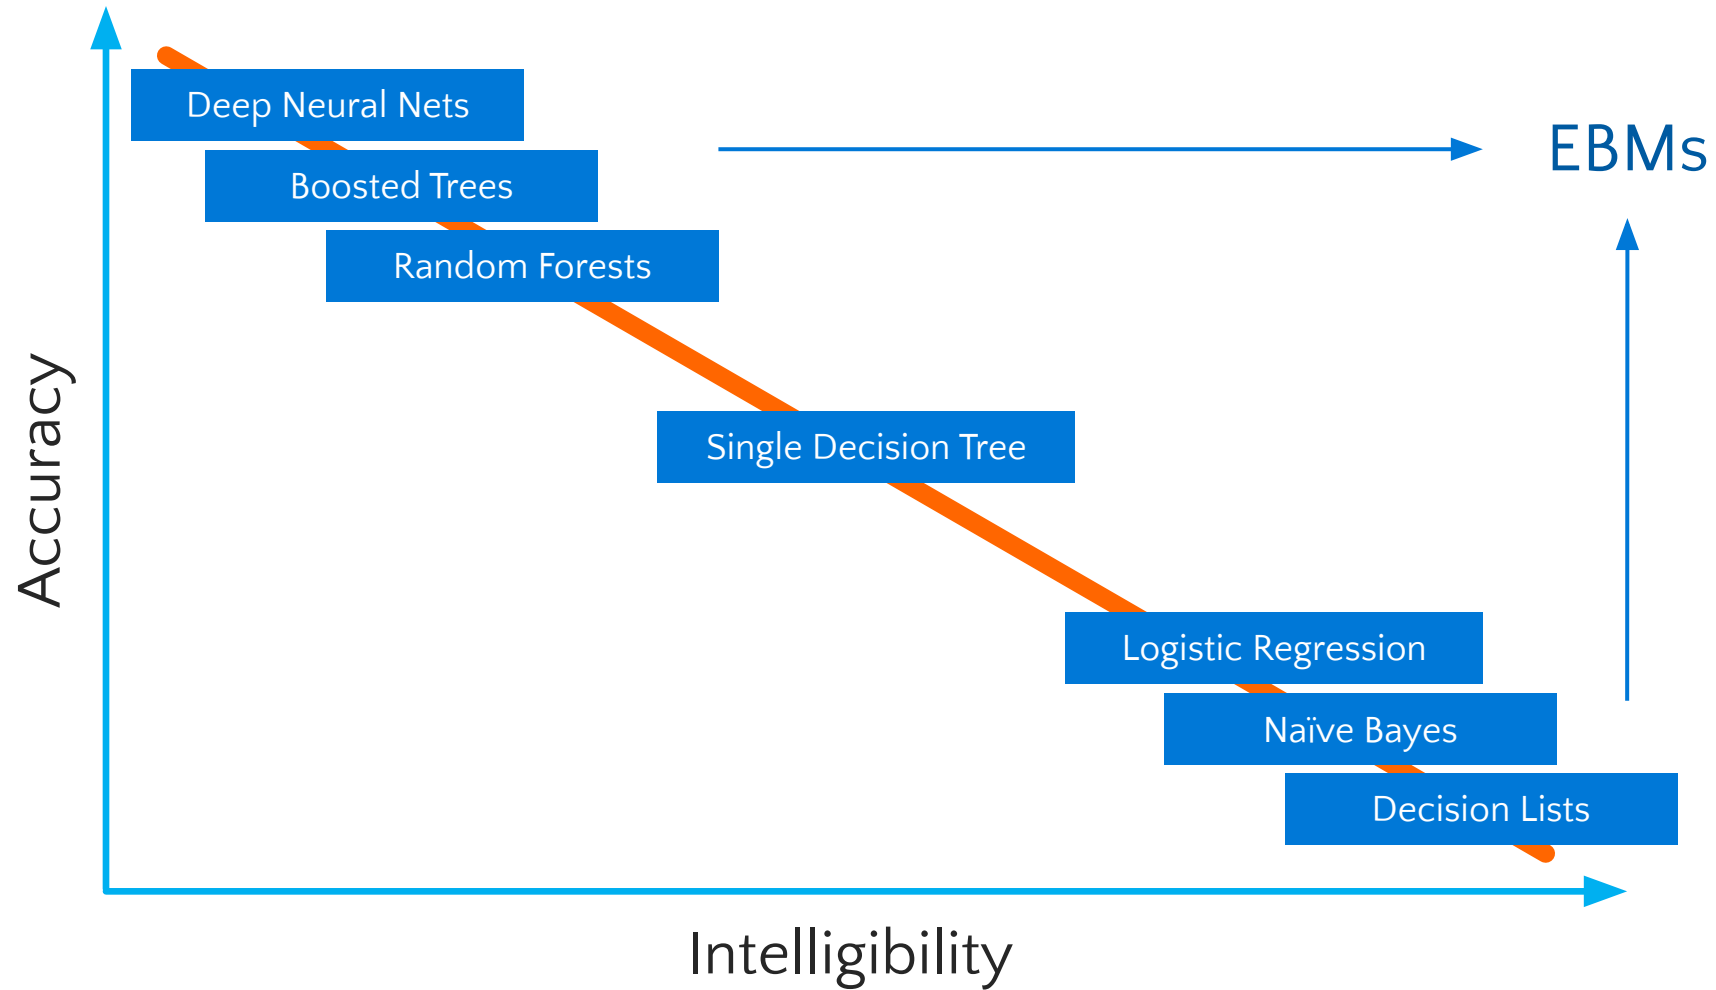 Deep Neural Nets
EBMs
Boosted Trees
Random Forests
Accuracy
Single Decision Tree
Logistic Regression
Naïve Bayes
Decision Lists
Intelligibility